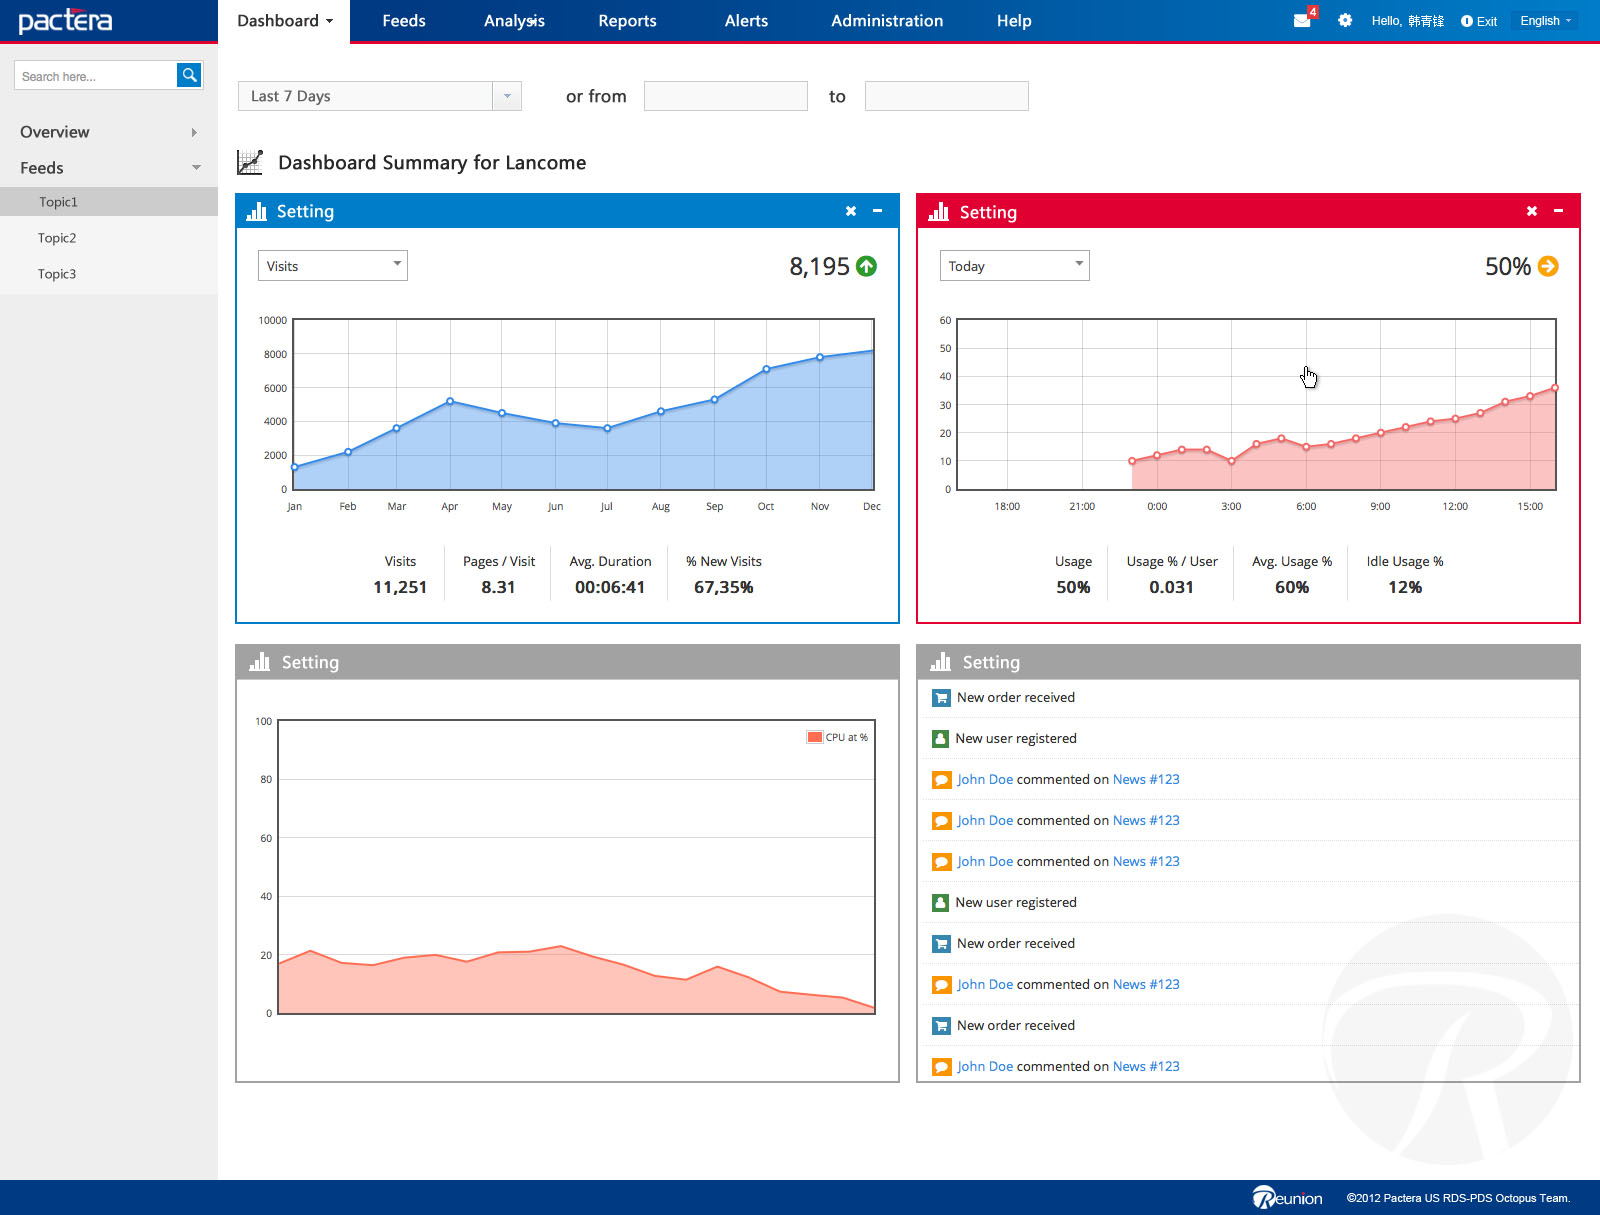 pactera
Dashboard Feeds Analysis Reports Alerts Administration Help 4 Hello, 韩青锋 Exit English
Search here...
Overview
Feeds
Topic1
Topic2
Topic3
Last 7 Days or from to
Dashboard Summary for Lancome
Setting
Visits 8,195
10000
8000
6000
4000
2000
0
Jan Feb Mar Apr May Jun Jul Aug Sep Oct Nov Dec
Visits Pages / Visit Avg. Duration % New Visits
11,251 8.31 00:06:41 67,35%
Setting
Today 50%
60
50
40
30
20
10
0
18:00 21:00 0:00 3:00 6:00 9:00 12:00 15:00
Usage Usage % / User Avg. Usage % Idle Usage %
50% 0.031 60% 12%
Setting
100
CPU at %
80
60
40
20
0
Setting
New order received
New user registered
John Doe commented on News #123
John Doe commented on News #123
John Doe commented on News #123
New user registered
New order received
John Doe commented on News #123
New order received
John Doe commented on News #123
Reunion ©2012 Pactera US RDS-PDS Octopus Team.